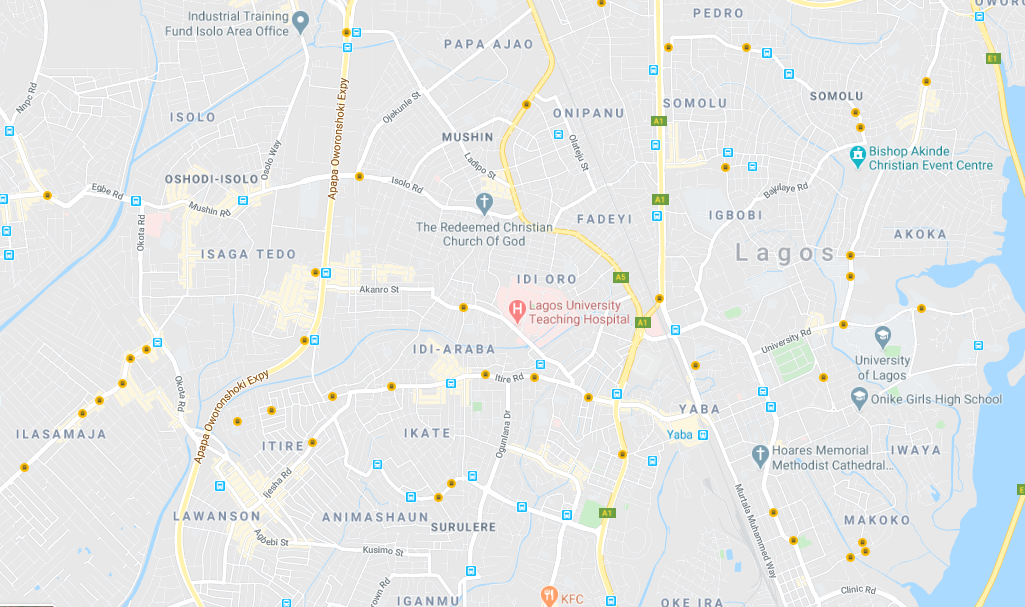 Industrial Training
Fund Isolo Area Office
PEDRO
PAPA AJAO
E1
Nnpc Rd
Apapa Oworonshoki Expy
Ojekunle St
ISOLO
ONIPANU
SOMOLU
SOMOLU
A1
MUSHIN
Olateju St
Osolo Way
Ladipo St
Bishop Akinde
Christian Event Centre
OSHODI-ISOLO
Isolo Rd
Egbe Rd
Mushin Rd
Bajulaye Rd
A1
Okota Rd
The Redeemed Christian
Church Of God
FADEYI
IGBOBI
AKOKA
ISAGA TEDO
Lagos
IDI ORO
A5
Akanro St
Lagos University
Teaching Hospital
A1
University Rd
IDI-ARABA
University
of Lagos
Itire Rd
Okota Rd
Apapa Oworonshoki Expy
Onike Girls High School
YABA
Ogunlana Dr
Yaba
ILASAMAJA
ITIRE
IKATE
Hoares Memorial
Methodist Cathedral...
IWAYA
Ijesha Rd
Murtala Muhammed Way
LAWANSON
ANIMASHAUN
A1
MAKOKO
SURULERE
Agbebi St
Kusimo St
Clinic Rd
IGANMU
KFC
OKE IRA